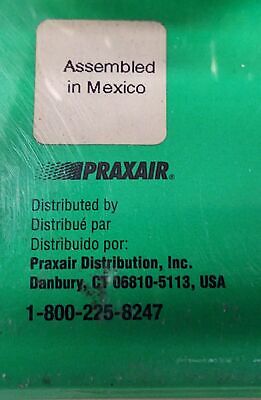 Assembled
in Mexico
PRAXAIR®
Distributed by
Distribué par
Distribuido por:
Praxair Distribution, Inc.
Danbury, CT 06810-5113, USA
1-800-225-8247